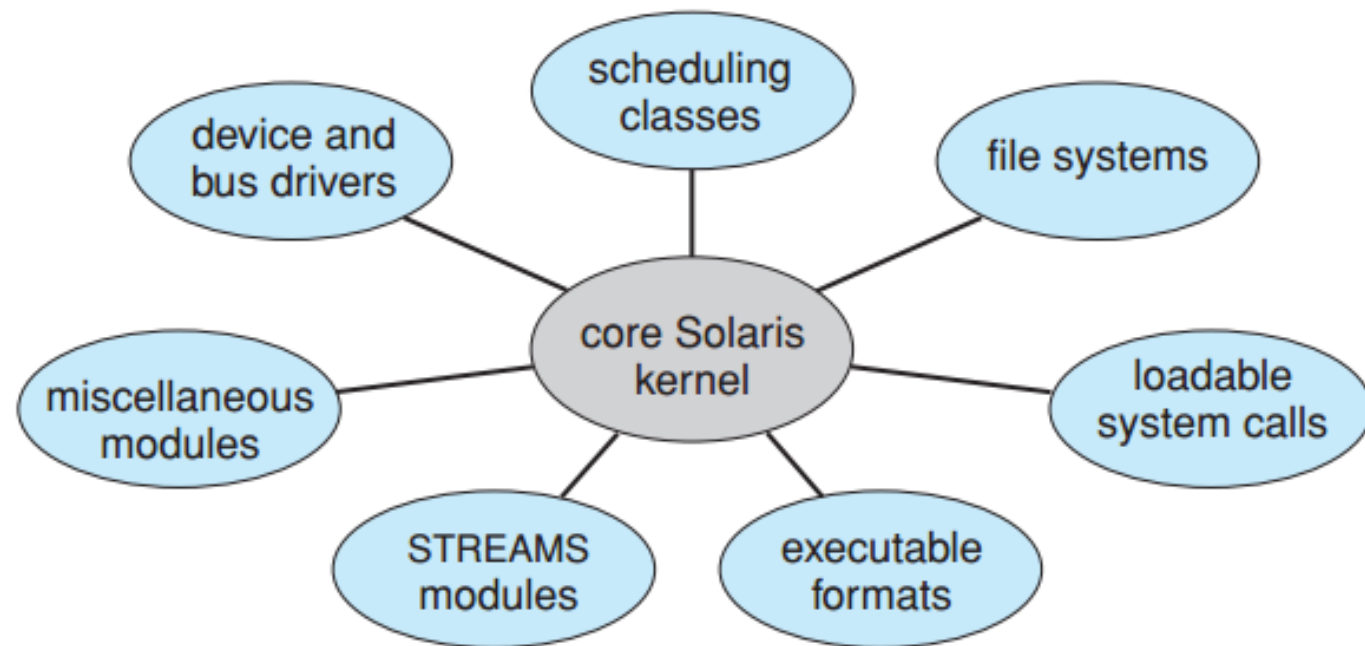 scheduling
classes
device and
bus drivers
file systems
core Solaris
kernel
loadable
system calls
miscellaneous
modules
STREAMS
modules
executable
formats